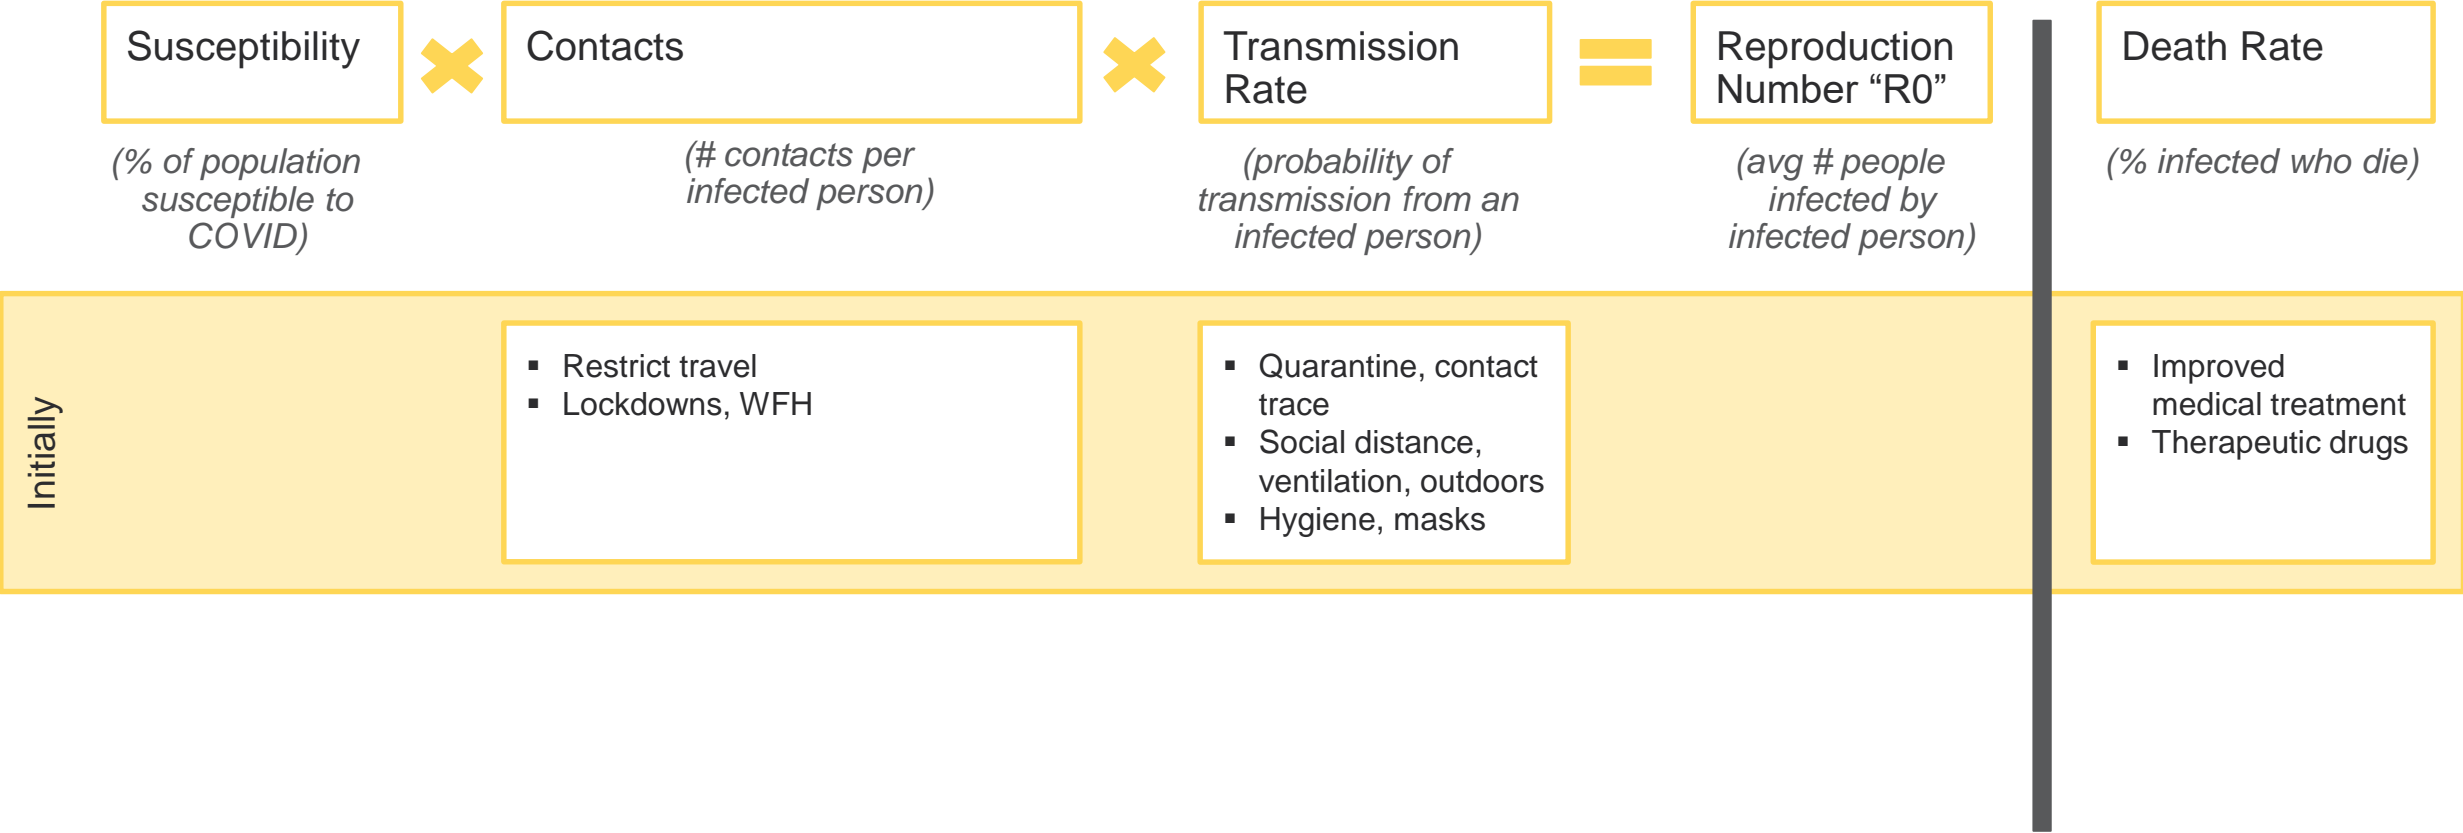 Susceptibility
Contacts
Transmission
Rate
Reproduction
Number “R0”
Death Rate
(% of population
susceptible to
COVID)
(# contacts per
infected person)
(probability of
transmission from an
infected person)
(avg # people
infected by
infected person)
(% infected who die)
Initially
▪ Restrict travel
▪ Lockdowns, WFH
▪ Quarantine, contact
trace
▪ Social distance,
ventilation, outdoors
▪ Hygiene, masks
▪ Improved
medical treatment
▪ Therapeutic drugs